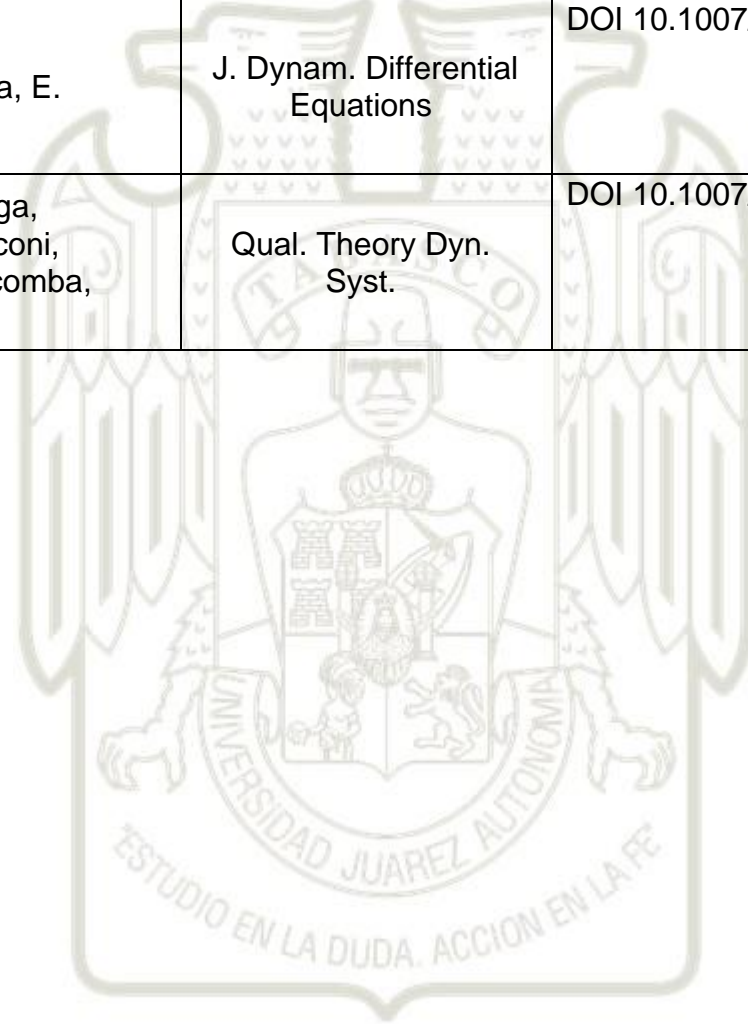 DOI 10.1007
a, E.
J. Dynam. Differential
Equations
ga,
coni,
comba,
Qual. Theory Dyn.
Syst.
DOI 10.1007
TABASCO
UNIVERSIDAD JUAREZ AUTONOMA
"ESTUDIO EN LA DUDA. ACCION EN LA FE"